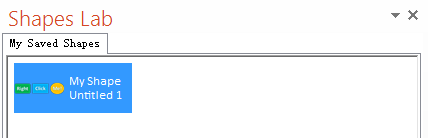 Shapes Lab
My Saved Shapes
Right Click
My Shape
Untitled 1